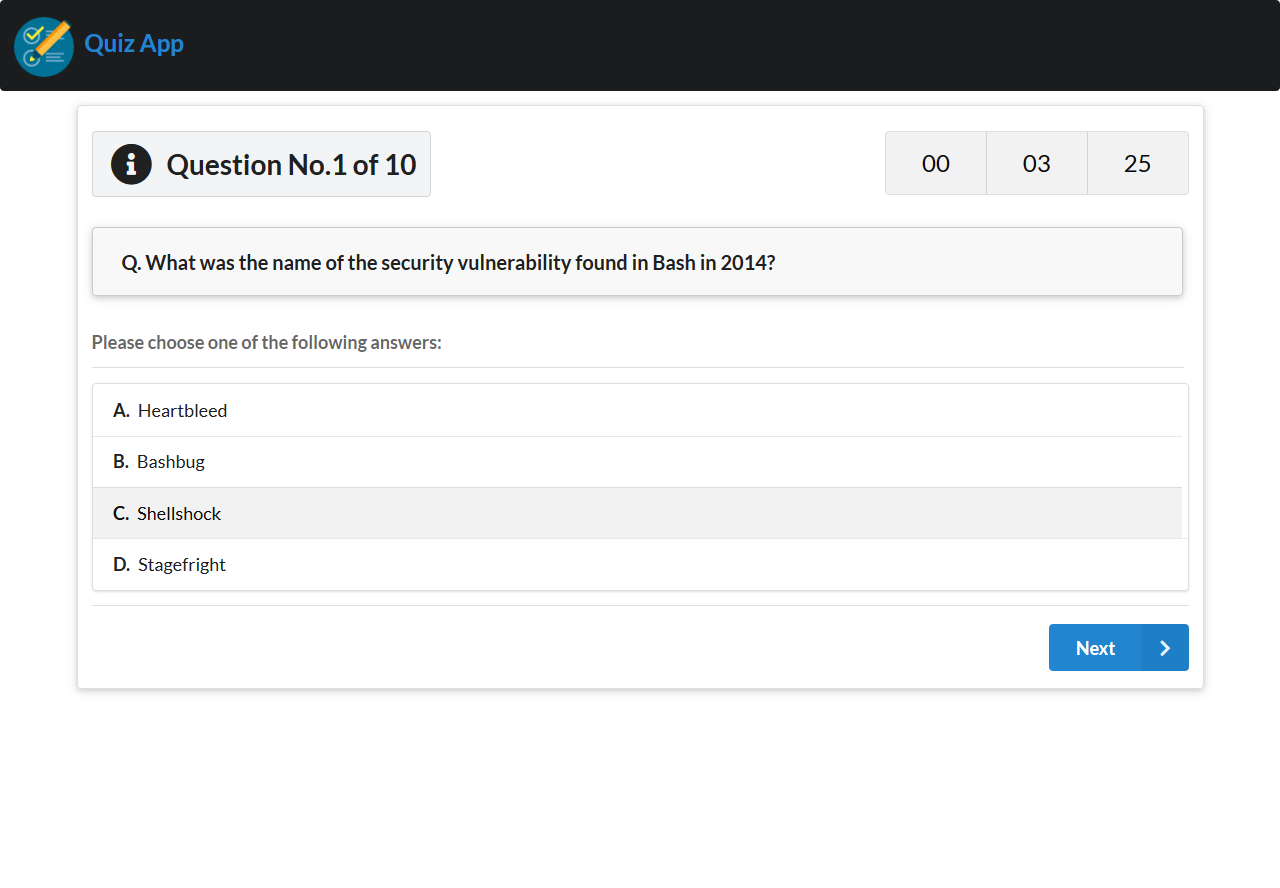 Quiz App
Question No.1 of 10
00 03 25
Q. What was the name of the security vulnerability found in Bash in 2014?
Please choose one of the following answers:
A. Heartbleed
B. Bashbug
C. Shellshock
D. Stagefright
Next